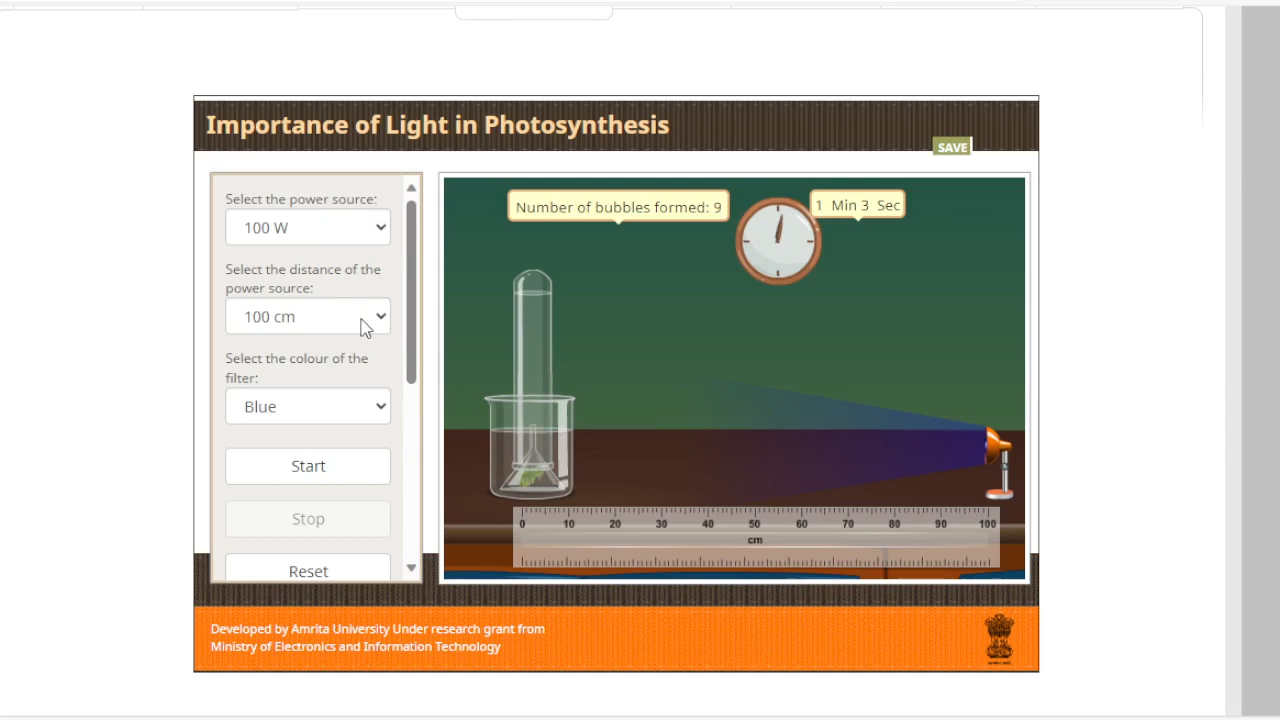 Importance of Light in Photosynthesis
SAVE
Select the power source:
100 W
Select the distance of the
power source:
100 cm
Select the colour of the
filter:
Blue
Start
Stop
Reset
Number of bubbles formed: 9
1 Min 3 Sec
0 10 20 30 40 50 60 70 80 90 100
cm
Developed by Amrita University Under research grant from
Ministry of Electronics and Information Technology